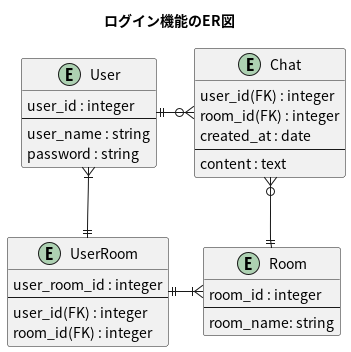 ログイン機能のER図
E User
user_id : integer
user_name : string
password : string
E Chat
user_id(FK) : integer
room_id(FK) : integer
created_at : date
content : text
E UserRoom
user_room_id : integer
user_id(FK) : integer
room_id(FK) : integer
E Room
room_id : integer
room_name: string